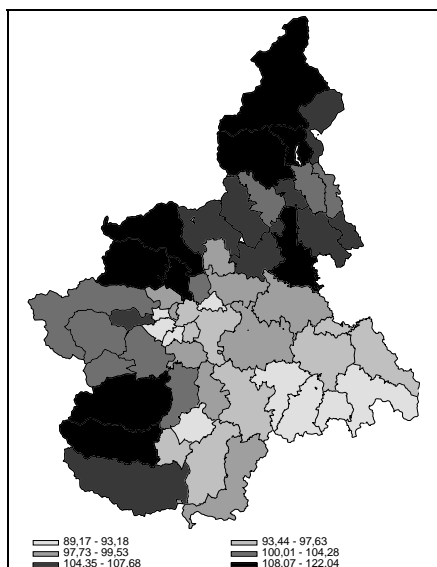 89,17 - 93,18 93,44 - 97,63
97,73 - 99,53 100,01 - 104,28
104,35 - 107,68 108,07 - 122,04